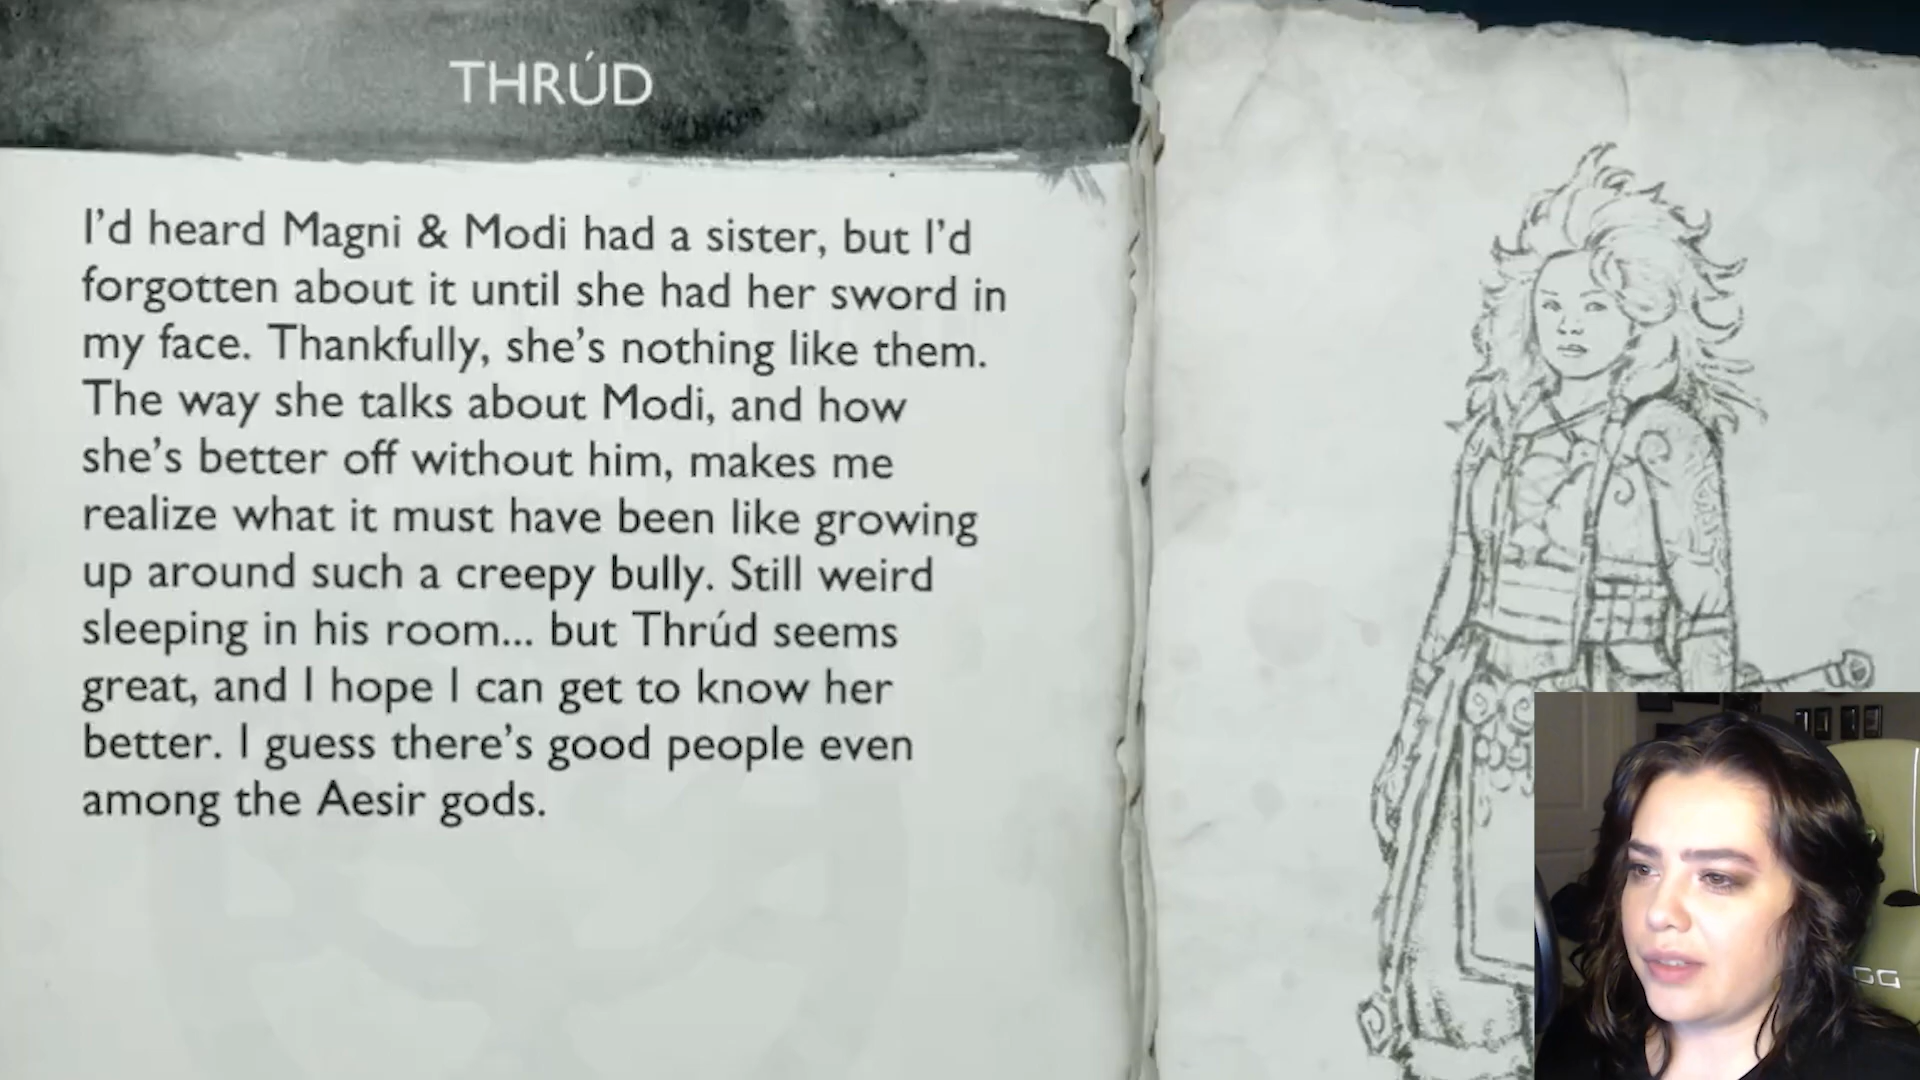 THRÚD
I'd heard Magni & Modi had a sister, but I'd
forgotten about it until she had her sword in
my face. Thankfully, she's nothing like them.
The way she talks about Modi, and how
she's better off without him, makes me
realize what it must have been like growing
up around such a creepy bully. Still weird
sleeping in his room... but Thrúd seems
great, and I hope I can get to know her
better. I guess there's good people even
among the Aesir gods.
GG